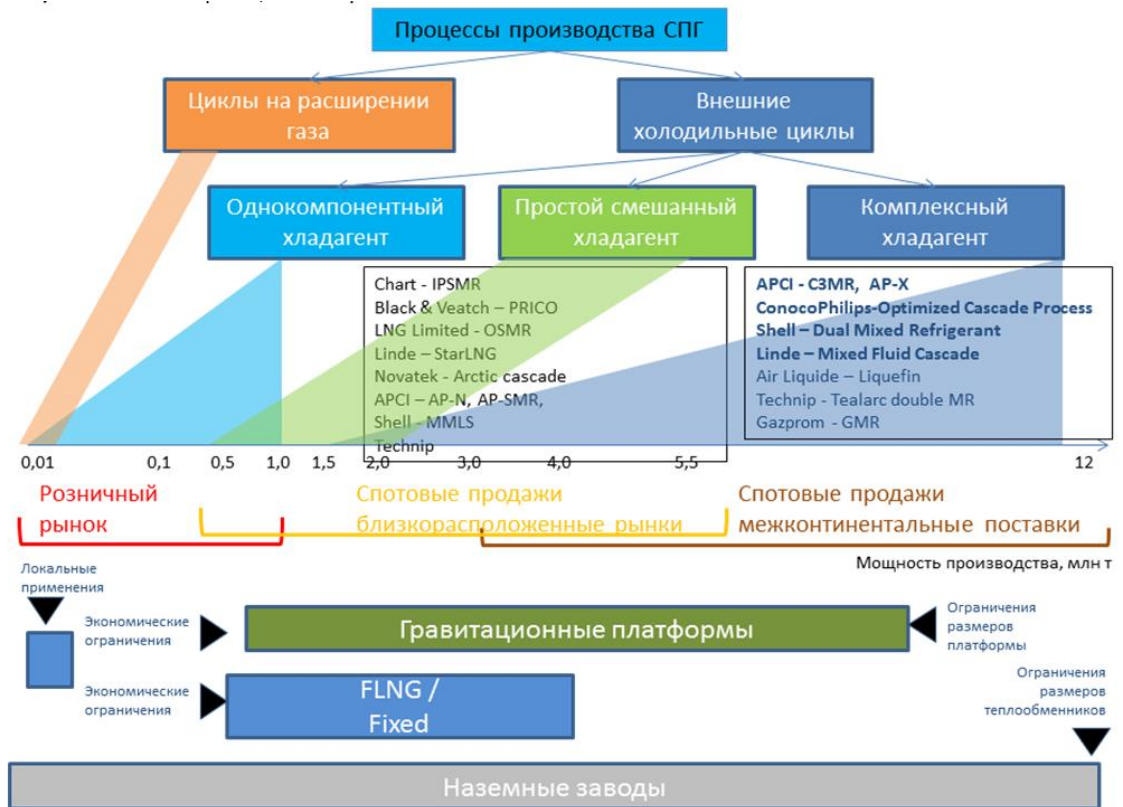 Процессы производства СПГ
Циклы на расширении
газа
Внешние
холодильные циклы
Однокомпонентный
хладагент
Простой смешанный
хладагент
Комплексный
хладагент
Chart - IPSMR
Black & Veatch – PRICO
LNG Limited - OSMR
Linde – StarLNG
Novatek - Arctic cascade
APCI – AP-N, AP-SMR,
Shell - MMLS
Technip
APCI - C3MR, AP-X
ConocoPhilips-Optimized Cascade Process
Shell – Dual Mixed Refrigerant
Linde – Mixed Fluid Cascade
Air Liquide – Liquefin
Technip - Tealarc double MR
Gazprom - GMR
0,01 0,1 0,5 1,0 1,5 2,0 3,0 4,0 5,5 12
Розничный
рынок
Спотовые продажи
близкорасположенные рынки
Спотовые продажи
межконтинентальные поставки
Мощность производства, млн т
Локальные
применения
Экономические
ограничения
Гравитационные платформы
Ограничения
размеров
платформы
Экономические
ограничения
FLNG /
Fixed
Ограничения
размеров
теплообменников
Наземные заводы